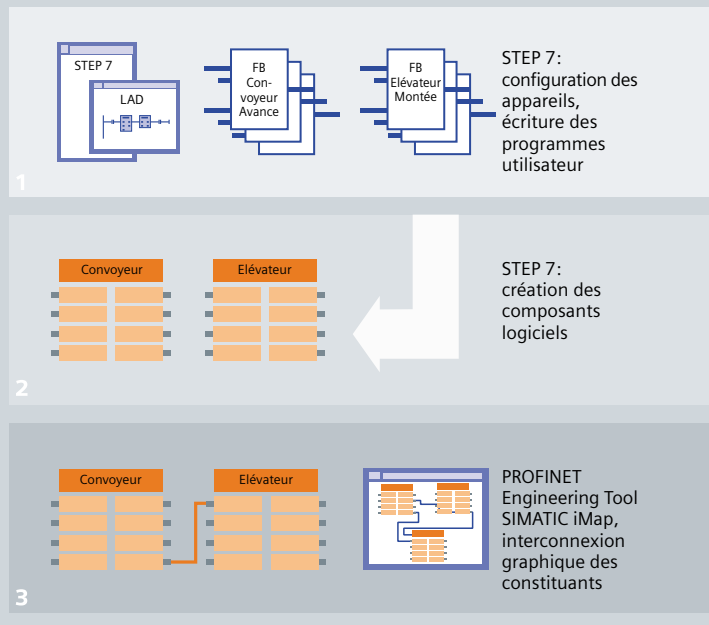 STEP 7
LAD
FB
Con-
voyeur
Avance
FB
Elévateur
Montée
STEP 7:
configuration des
appareils,
écriture des
programmes
utilisateur
1
Convoyeur
Elévateur
STEP 7:
création des
composants
logiciels
2
Convoyeur
Elévateur
PROFINET
Engineering Tool
SIMATIC iMap,
interconnexion
graphique des
constituants
3